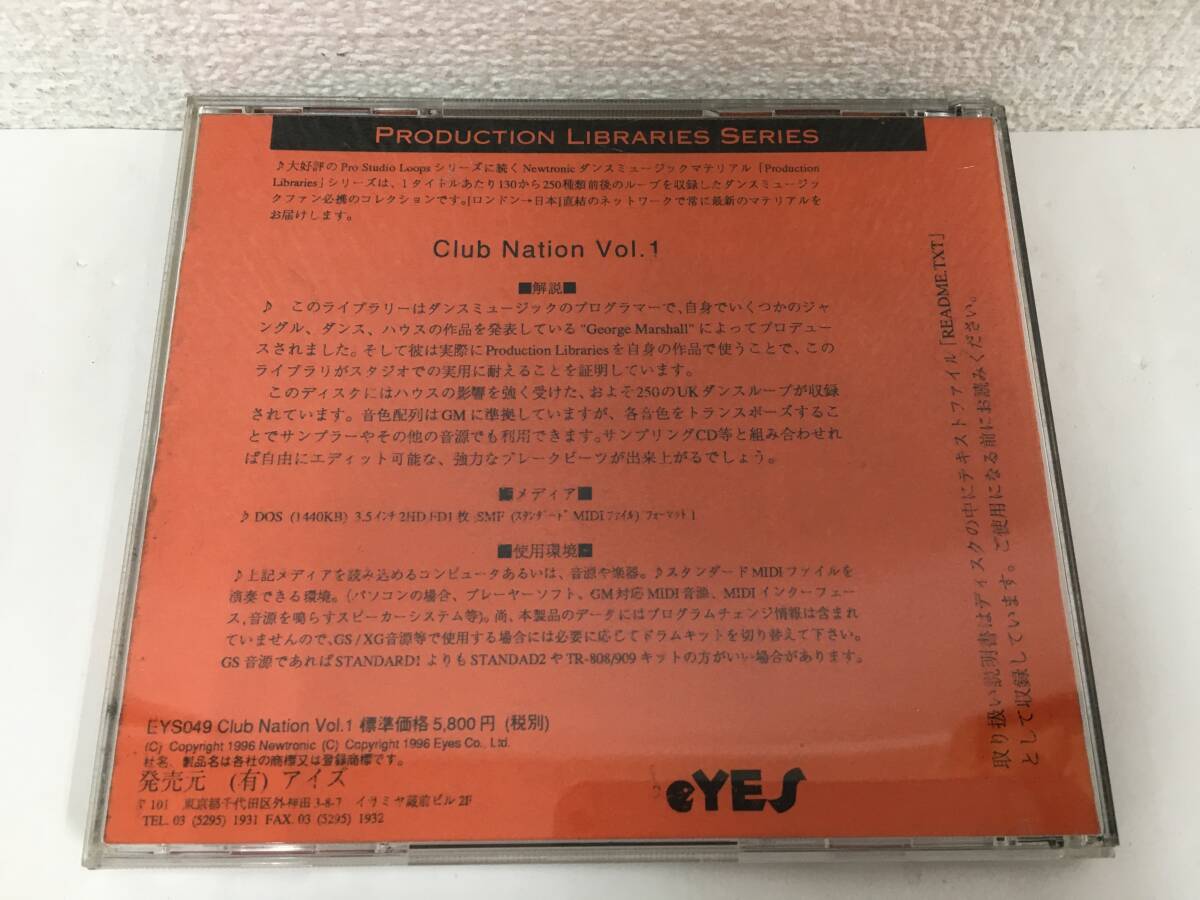 PRODUCTION LIBRARIES SERIES
♪大好評のPro Studio Loopsシリーズに続くNewtronicダンスミュージックマテリアル「Production
Libraries」シリーズは、1タイトルあたり130から250種類前後のループを収録したダンスミュージッ
クファン必携のコレクションです。[ロンドン→日本]直結のネットワークで常に最新のマテリアルを
お届けします。
Club Nation Vol.1
■解説■
♪ このライブラリーはダンスミュージックのプログラマーで、自身でいくつかのジャ
ングル、ダンス、ハウスの作品を発表している"George Marshall"によってプロデュー
スされました。そして彼は実際にProduction Librariesを自身の作品で使うことで、この
ライブラリがスタジオでの実用に耐えることを証明しています。
このディスクにはハウスの影響を強く受けた、およそ250のUKダンスループが収録
されています。音色配列はGMに準拠していますが、各音色をトランスポーズするこ
とでサンプラーやその他の音源でも利用できます。サンプリングCD等と組み合わせれ
ば自由にエディット可能な、強力なブレークビーツが出来上がるでしょう。
■メディア■
♪DOS (1440KB) 3.5インチ2HD FD1枚 SMF (スタンダードMIDIファイル) フォーマット1
■使用環境■
♪上記メディアを読み込めるコンピュータあるいは、音源や楽器。♪スタンダードMIDIファイルを
演奏できる環境。(パソコンの場合、プレーヤーソフト、GM対応MIDI音源、MIDIインターフェー
ス,音源を鳴らすスピーカーシステム等)。尚、本製品のデータにはプログラムチェンジ情報は含まれ
ていませんので、GS/XG音源等で使用する場合には必要に応じてドラムキットを切り替えて下さい。
GS音源であればSTANDARD1よりもSTANDAD2やTR-808/909キットの方がいい場合があります。
取り扱い説明書はディスクの中にテキストファイル「README.TXT」
として収録しています。ご使用になる前にお読みください。
EYS049 Club Nation Vol.1 標準価格5,800円 (税別)
(C) Copyright 1996 Newtronic (C) Copyright 1996 Eyes Co., Ltd.
社名、製品名は各社の商標又は登録商標です。
発売元 (有) アイズ
〒101 東京都千代田区外神田3-8-7 イサミヤ蔵前ビル2F
TEL. 03 (5295) 1931 FAX. 03 (5295) 1932
eYES